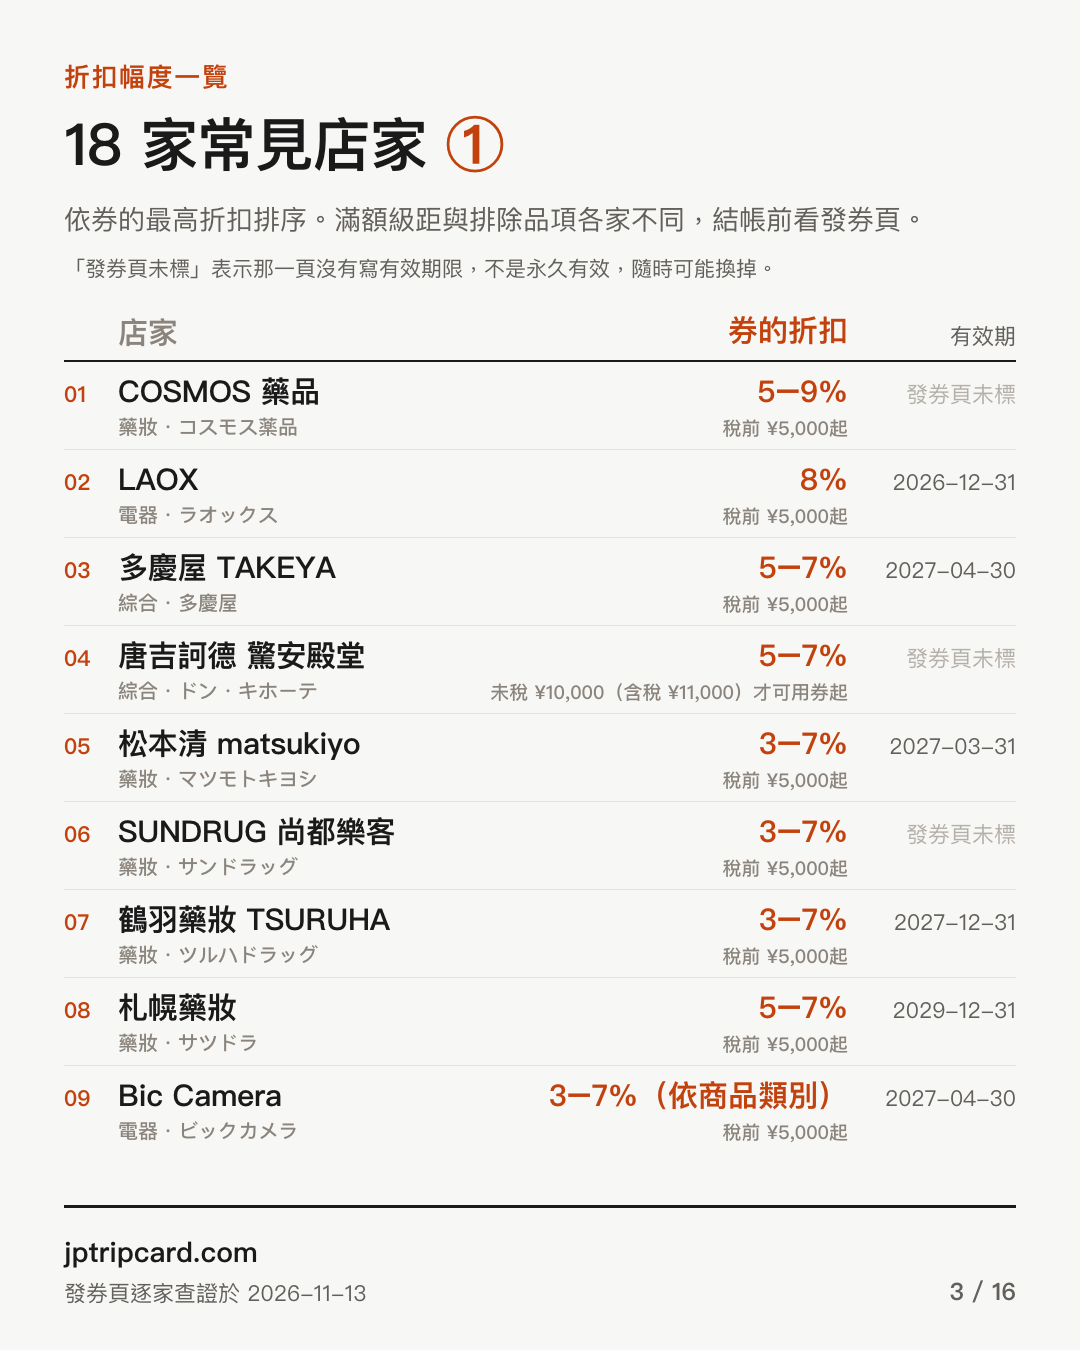 折扣幅度一覽
18 家常見店家 ①
依券的最高折扣排序。滿額級距與排除品項各家不同，結帳前看發券頁。
「發券頁未標」表示那一頁沒有寫有效期限，不是永久有效，隨時可能換掉。
店家 券的折扣 有效期
01 COSMOS 藥品 5–9% 發券頁未標
藥妝 · コスモス薬品 稅前 ¥5,000起
02 LAOX 8% 2026-12-31
電器 · ラオックス 稅前 ¥5,000起
03 多慶屋 TAKEYA 5–7% 2027-04-30
綜合 · 多慶屋 稅前 ¥5,000起
04 唐吉訶德 驚安殿堂 5–7% 發券頁未標
綜合 · ドン・キホーテ 未稅 ¥10,000（含稅 ¥11,000）才可用券起
05 松本清 matsukiyo 3–7% 2027-03-31
藥妝 · マツモトキヨシ 稅前 ¥5,000起
06 SUNDRUG 尚都樂客 3–7% 發券頁未標
藥妝 · サンドラッグ 稅前 ¥5,000起
07 鶴羽藥妝 TSURUHA 3–7% 2027-12-31
藥妝 · ツルハドラッグ 稅前 ¥5,000起
08 札幌藥妝 5–7% 2029-12-31
藥妝 · サツドラ 稅前 ¥5,000起
09 Bic Camera 3–7%（依商品類別） 2027-04-30
電器 · ビックカメラ 稅前 ¥5,000起
jptripcard.com
發券頁逐家查證於 2026-11-13 3 / 16